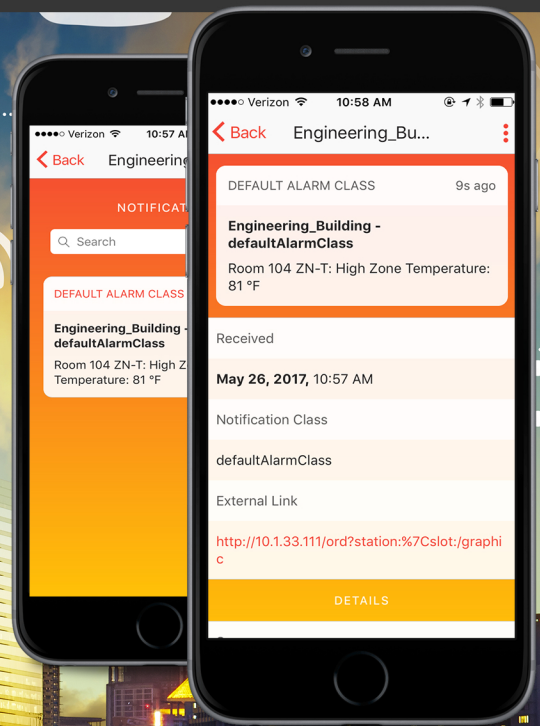 Verizon 10:57 A
Back Engineering
NOTIFICAT
Search
DEFAULT ALARM CLASS
Engineering_Building -
defaultAlarmClass
Room 104 ZN-T: High Z
Temperature: 81 °F
Verizon 10:58 AM
Back Engineering_Bu...
DEFAULT ALARM CLASS 9s ago
Engineering_Building -
defaultAlarmClass
Room 104 ZN-T: High Zone Temperature:
81 °F
Received
May 26, 2017, 10:57 AM
Notification Class
defaultAlarmClass
External Link
http://10.1.33.111/ord?station:%7Cslot:/graphi
c
DETAILS